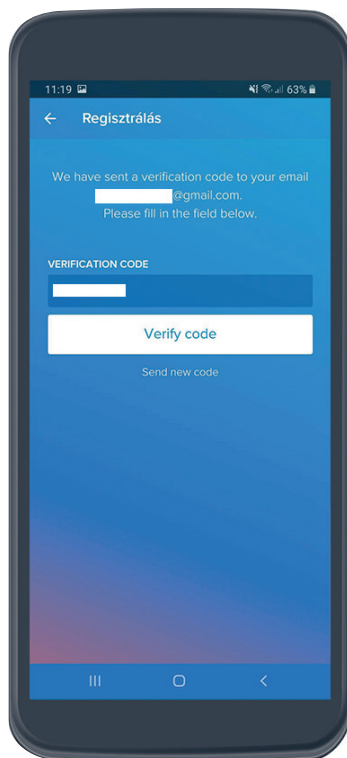 11:19 63%
Regisztrálás
We have sent a verification code to your email
@gmail.com.
Please fill in the field below.
VERIFICATION CODE
Verify code
Send new code